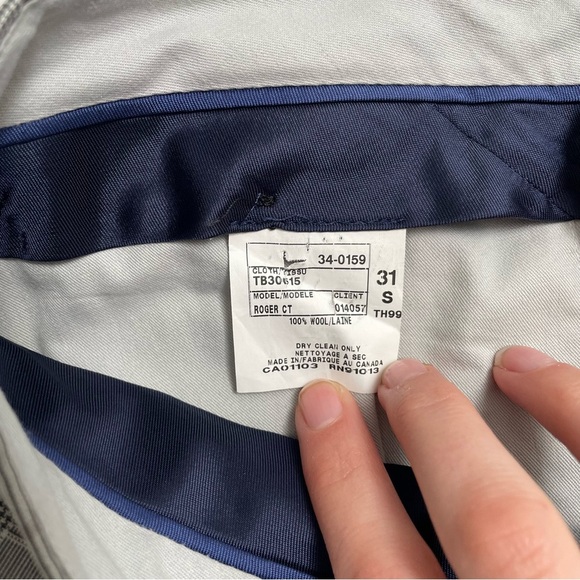 34-0159
CLOTH/TISSU
TB30615
31
S
TH99
MODEL/MODELE CLIENT
ROGER CT 014057
100% WOOL/LAINE
DRY CLEAN ONLY
NETTOYAGE A SEC
MADE IN/FABRIQUE AU CANADA
CA01103 RN91013